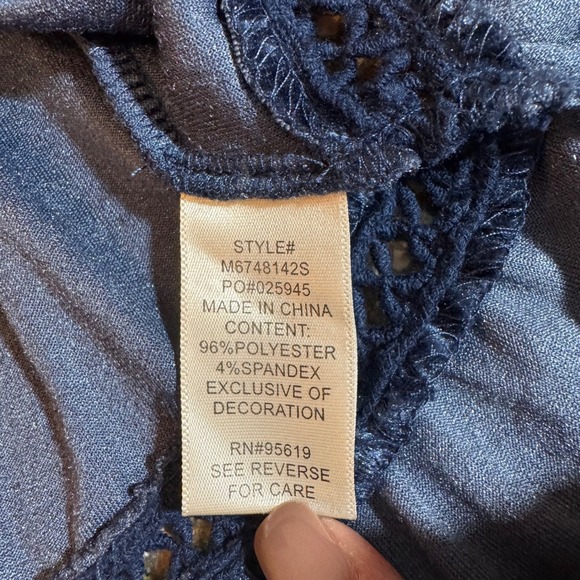 STYLE#
M6748142S
PO#025945
MADE IN CHINA
CONTENT:
96%POLYESTER
4%SPANDEX
EXCLUSIVE OF
DECORATION
RN#95619
SEE REVERSE
FOR CARE